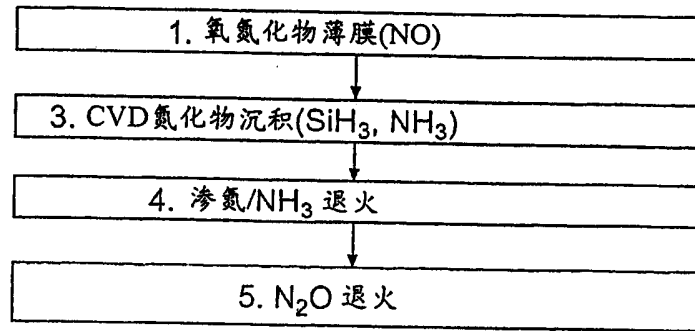 1. 氧氮化物薄膜(NO)
3. CVD氮化物沉积(SiH₃, NH₃)
4. 渗氮/NH₃ 退火
5. N₂O 退火